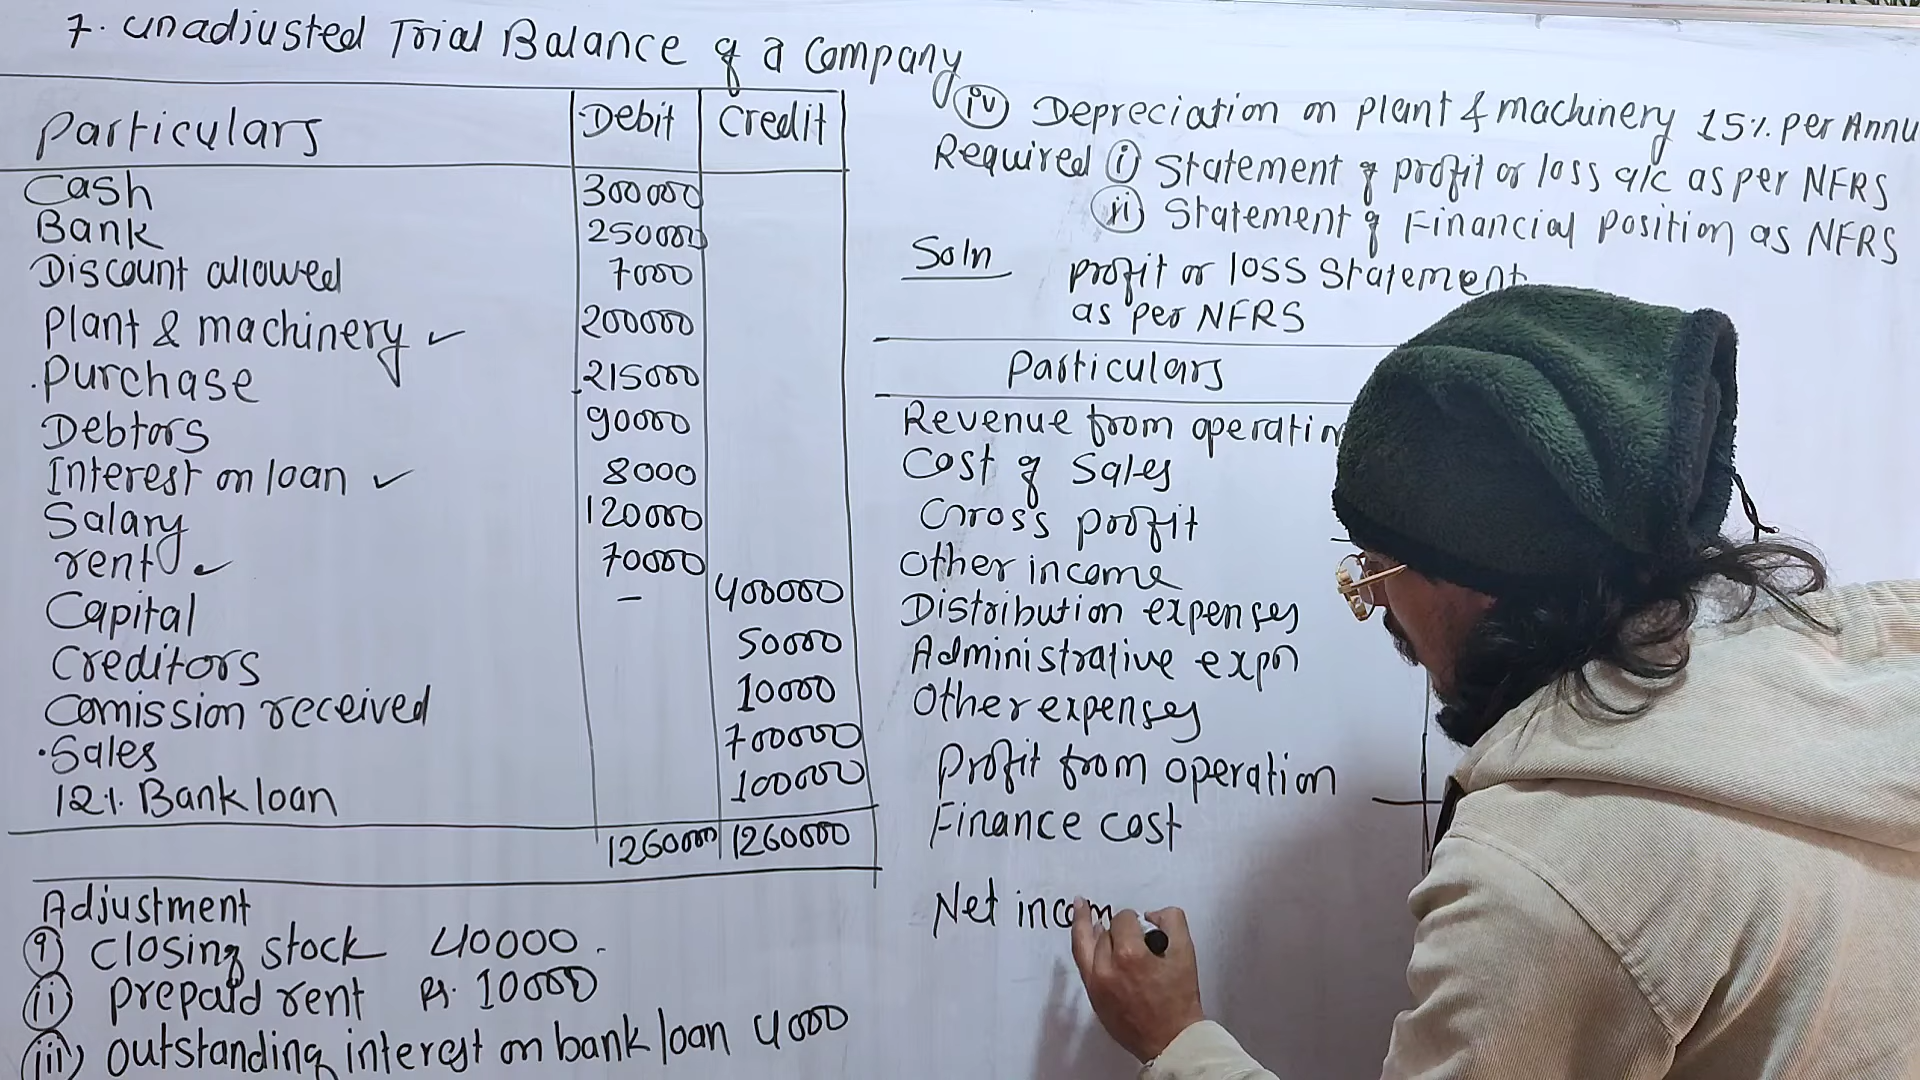 7. Unadjusted Trial Balance of a Company
Particulars Debit Credit
Cash 300000
Bank 250000
Discount allowed 7000
Plant & machinery ✓ 200000
Purchase 215000
Debtors 90000
Interest on loan ✓ 8000
Salary 120000
rent ✓ 70000
Capital – 400000
Creditors 50000
Comission received 10000
Sales 700000
12%. Bank loan 100000
1260000 1260000
Adjustment
(i) closing stock 40000
(ii) prepaid rent Rs. 10000
(iii) outstanding interest on bank loan 4000
(iv) Depreciation on plant & machinery 15%. per Annu
Required (i) Statement of profit or loss a/c as per NFRS
(ii) Statement of Financial position as NFRS
Soln
profit or loss Statement
as per NFRS
Particulars
Revenue from operation
Cost of Sales
Gross profit
Other income
Distribution expenses
Administrative expn
Other expenses
Profit from operation
Finance cost
Net incom